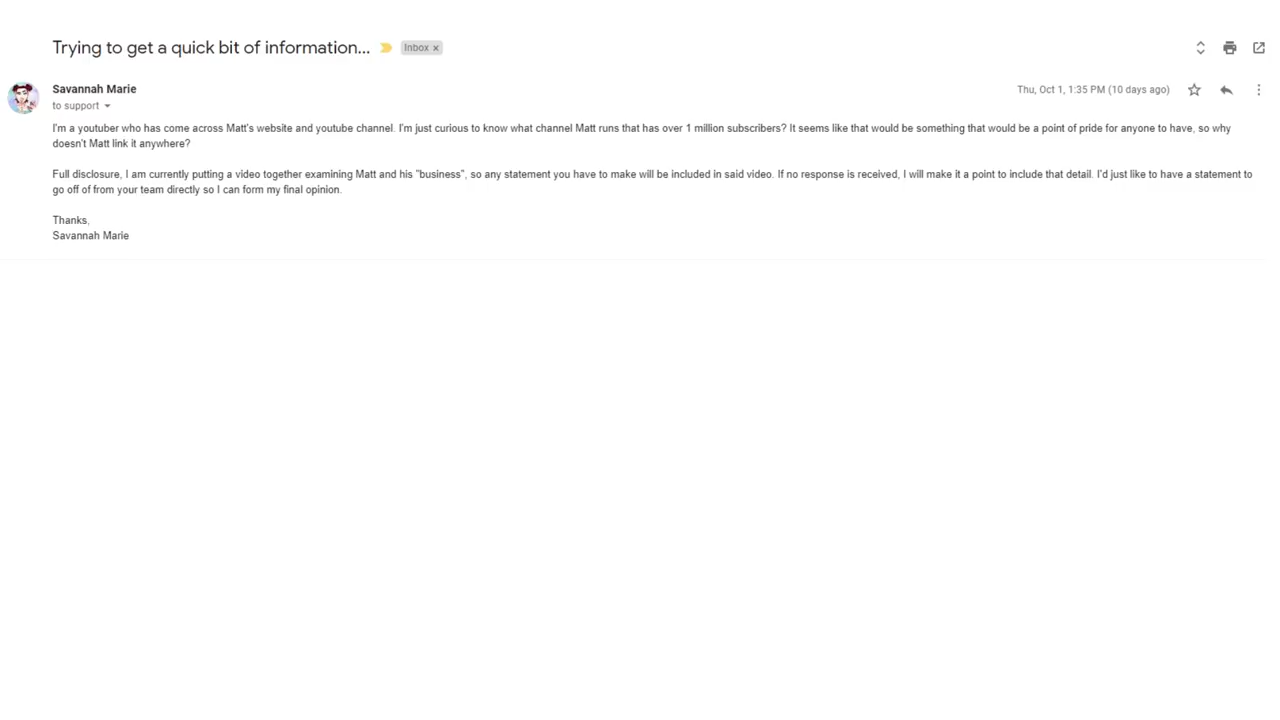 Trying to get a quick bit of information... Inbox x
Savannah Marie Thu, Oct 1, 1:35 PM (10 days ago)
to support
I'm a youtuber who has come across Matt's website and youtube channel. I'm just curious to know what channel Matt runs that has over 1 million subscribers? It seems like that would be something that would be a point of pride for anyone to have, so why
doesn't Matt link it anywhere?
Full disclosure, I am currently putting a video together examining Matt and his "business", so any statement you have to make will be included in said video. If no response is received, I will make it a point to include that detail. I'd just like to have a statement to
go off of from your team directly so I can form my final opinion.
Thanks,
Savannah Marie